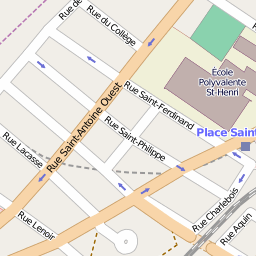 Rue de
Rue du Collège
École
Polyvalente
St-Henri
Rue Saint-Antoine Ouest
Rue Saint-Ferdinand
Rue Saint-Philippe
Place Saint
Rue Lacasse
Rue Charlebois
Rue Lenoir
Rue Aquin